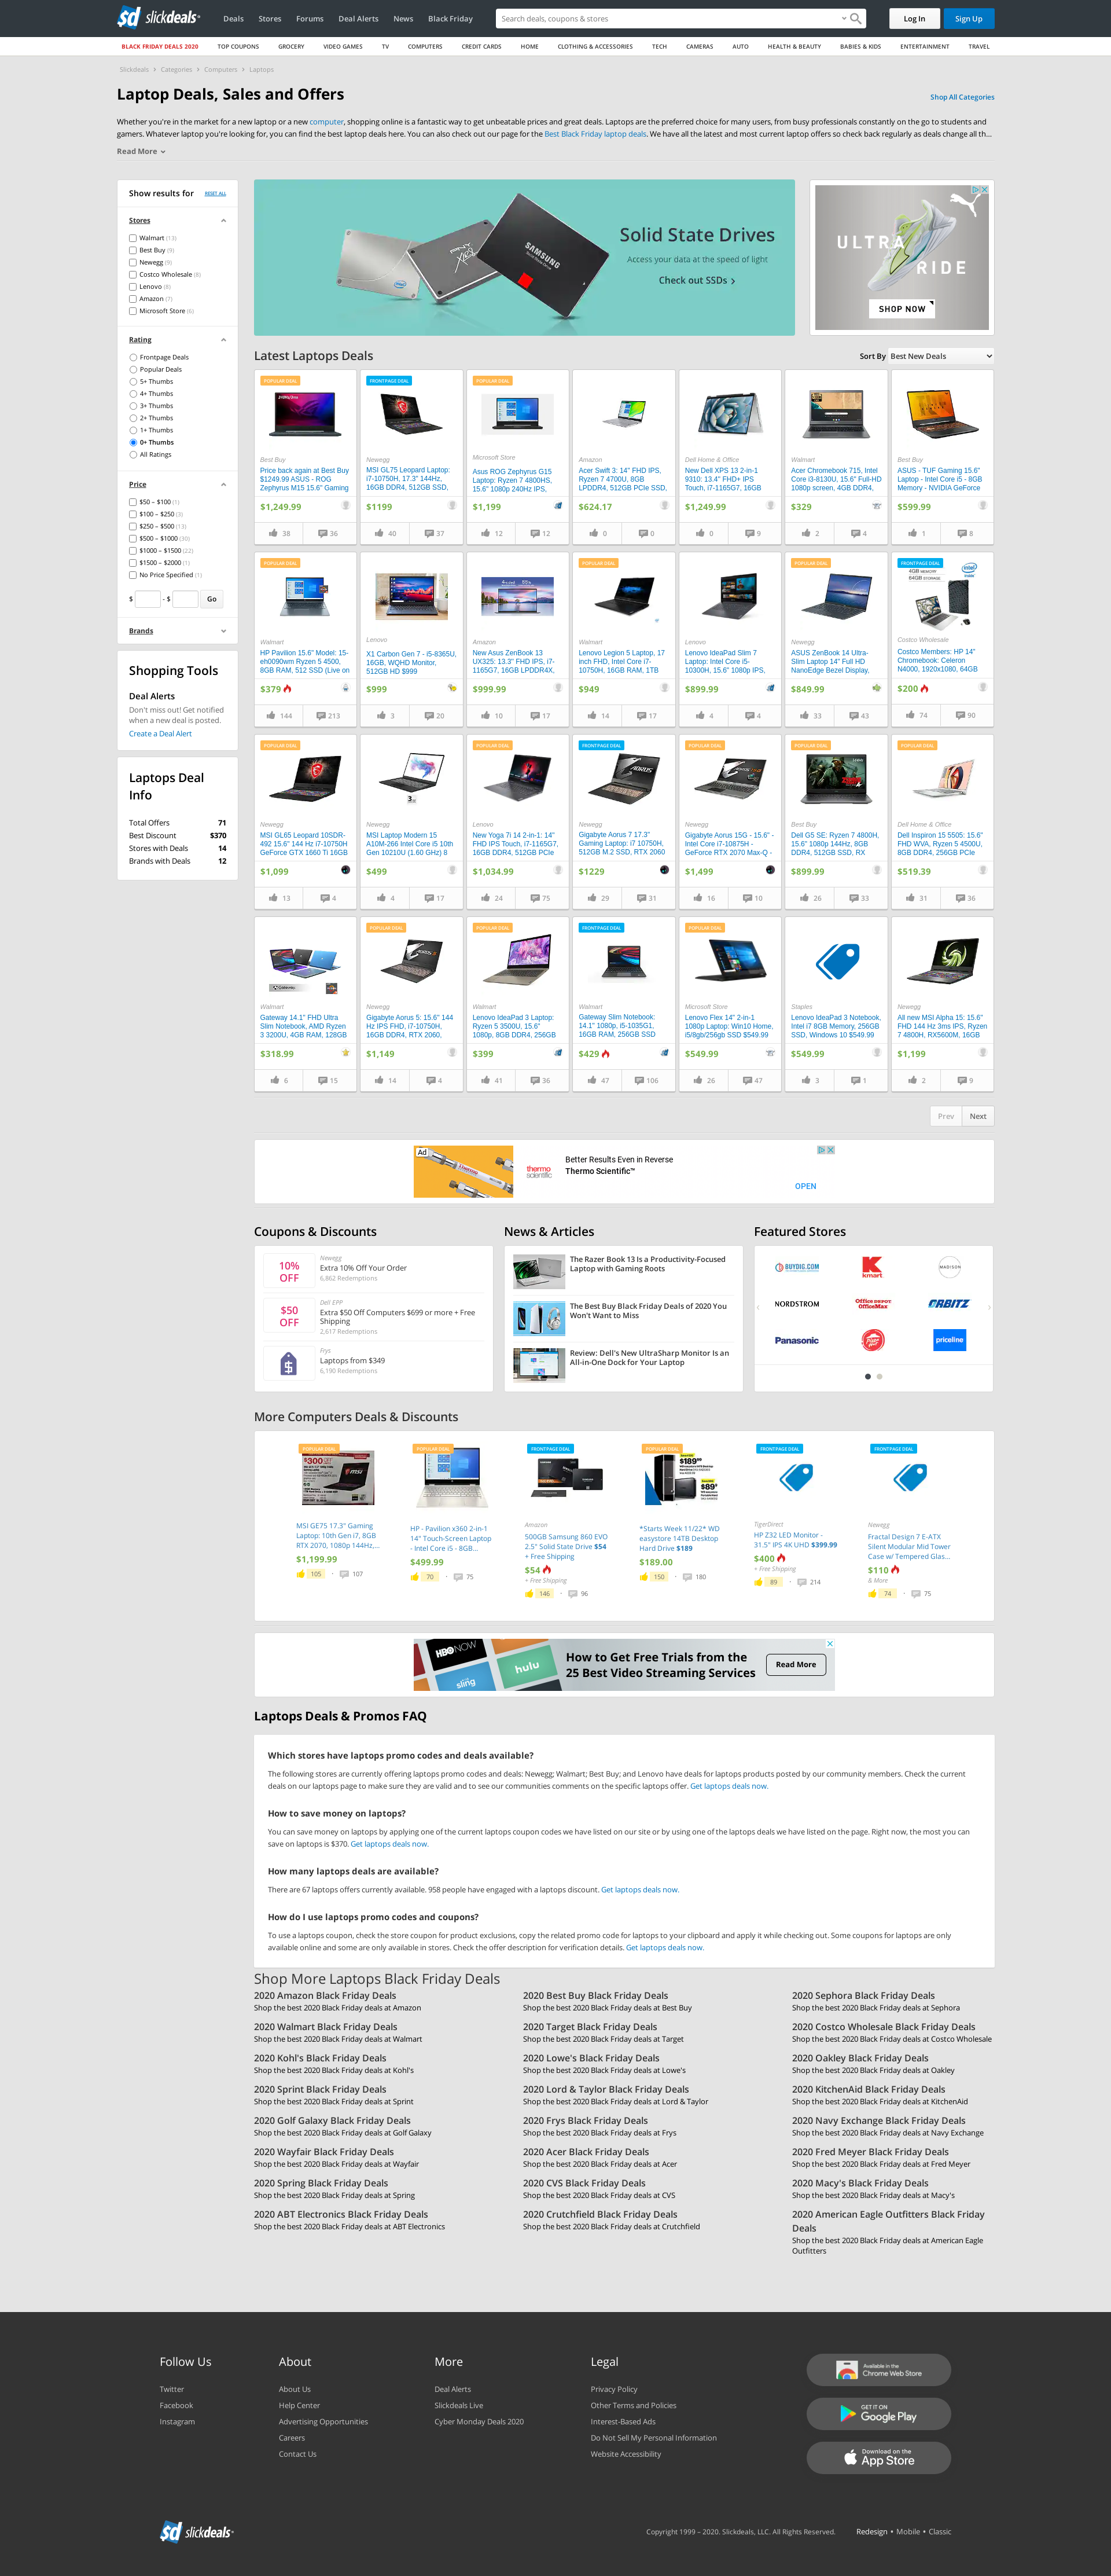 sd slickdeals
Deals
Stores
Forums
Deal Alerts
News
Black Friday
Search deals, coupons & stores
Log In
Sign Up
BLACK FRIDAY DEALS 2020
TOP COUPONS
GROCERY
VIDEO GAMES
TV
COMPUTERS
CREDIT CARDS
HOME
CLOTHING & ACCESSORIES
TECH
CAMERAS
AUTO
HEALTH & BEAUTY
BABIES & KIDS
ENTERTAINMENT
TRAVEL
Slickdeals › Categories › Computers › Laptops
Laptop Deals, Sales and Offers
Shop All Categories
Whether you're in the market for a new laptop or a new computer, shopping online is a fantastic way to get unbeatable prices and great deals. Laptops are the preferred choice for many users, from busy professionals constantly on the go to students and
gamers. Whatever laptop you're looking for, you can find the best laptop deals here. You can also check out our page for the Best Black Friday laptop deals. We have all the latest and most current laptop offers so check back regularly as deals change all th...
Read More
Show results for
RESET ALL
Stores
Walmart (13)
Best Buy (9)
Newegg (9)
Costco Wholesale (8)
Lenovo (8)
Amazon (7)
Microsoft Store (6)
Rating
Frontpage Deals
Popular Deals
5+ Thumbs
4+ Thumbs
3+ Thumbs
2+ Thumbs
1+ Thumbs
0+ Thumbs
All Ratings
Price
$50 – $100 (1)
$100 – $250 (3)
$250 – $500 (13)
$500 – $1000 (30)
$1000 – $1500 (22)
$1500 – $2000 (1)
No Price Specified (1)
$ - $ Go
Brands
Shopping Tools
Deal Alerts
Don't miss out! Get notified
when a new deal is posted.
Create a Deal Alert
Laptops Deal
Info
Total Offers 71
Best Discount $370
Stores with Deals 14
Brands with Deals 12
Solid State Drives
Access your data at the speed of light
Check out SSDs
SAMSUNG
PNY
ULTRA
RIDE
SHOP NOW
Latest Laptops Deals
Sort By Best New Deals
POPULAR DEAL
Best Buy
Price back again at Best Buy
$1249.99 ASUS - ROG
Zephyrus M15 15.6" Gaming
$1,249.99
38 36
FRONTPAGE DEAL
Newegg
MSI GL75 Leopard Laptop:
i7-10750H, 17.3" 144Hz,
16GB DDR4, 512GB SSD,
$1199
40 37
POPULAR DEAL
Microsoft Store
Asus ROG Zephyrus G15
Laptop: Ryzen 7 4800HS,
15.6" 1080p 240Hz IPS,
$1,199
12 12
Amazon
Acer Swift 3: 14" FHD IPS,
Ryzen 7 4700U, 8GB
LPDDR4, 512GB PCIe SSD,
$624.17
0 0
Dell Home & Office
New Dell XPS 13 2-in-1
9310: 13.4" FHD+ IPS
Touch, i7-1165G7, 16GB
$1,249.99
0 9
Walmart
Acer Chromebook 715, Intel
Core i3-8130U, 15.6" Full-HD
1080p screen, 4GB DDR4,
$329
2 4
Best Buy
ASUS - TUF Gaming 15.6"
Laptop - Intel Core i5 - 8GB
Memory - NVIDIA GeForce
$599.99
1 8
POPULAR DEAL
Walmart
HP Pavilion 15.6" Model: 15-
eh0090wm Ryzen 5 4500,
8GB RAM, 512 SSD (Live on
$379
144 213
Lenovo
X1 Carbon Gen 7 - i5-8365U,
16GB, WQHD Monitor,
512GB HD $999
$999
3 20
Amazon
New Asus ZenBook 13
UX325: 13.3" FHD IPS, i7-
1165G7, 16GB LPDDR4X,
$999.99
10 17
POPULAR DEAL
Walmart
Lenovo Legion 5 Laptop, 17
inch FHD, Intel Core i7-
10750H, 16GB RAM, 1TB
$949
14 17
Lenovo
Lenovo IdeaPad Slim 7
Laptop: Intel Core i5-
10300H, 15.6" 1080p IPS,
$899.99
4 4
POPULAR DEAL
Newegg
ASUS ZenBook 14 Ultra-
Slim Laptop 14" Full HD
NanoEdge Bezel Display,
$849.99
33 43
FRONTPAGE DEAL
4GB MEMORY
64GB STORAGE
Costco Wholesale
Costco Members: HP 14"
Chromebook: Celeron
N4000, 1920x1080, 64GB
$200
74 90
POPULAR DEAL
Newegg
MSI GL65 Leopard 10SDR-
492 15.6" 144 Hz i7-10750H
GeForce GTX 1660 Ti 16GB
$1,099
13 4
Newegg
MSI Laptop Modern 15
A10M-266 Intel Core i5 10th
Gen 10210U (1.60 GHz) 8
$499
4 17
POPULAR DEAL
Lenovo
New Yoga 7i 14 2-in-1: 14"
FHD IPS Touch, i7-1165G7,
16GB DDR4, 512GB PCIe
$1,034.99
24 75
FRONTPAGE DEAL
Newegg
Gigabyte Aorus 7 17.3"
Gaming Laptop: i7 10750H,
512GB M.2 SSD, RTX 2060
$1229
29 31
POPULAR DEAL
Newegg
Gigabyte Aorus 15G - 15.6" -
Intel Core i7-10875H -
GeForce RTX 2070 Max-Q -
$1,499
16 10
POPULAR DEAL
Best Buy
Dell G5 SE: Ryzen 7 4800H,
15.6" 1080p 144Hz, 8GB
DDR4, 512GB SSD, RX
$899.99
26 33
POPULAR DEAL
Dell Home & Office
Dell Inspiron 15 5505: 15.6"
FHD WVA, Ryzen 5 4500U,
8GB DDR4, 256GB PCIe
$519.39
31 36
Walmart
Gateway 14.1" FHD Ultra
Slim Notebook, AMD Ryzen
3 3200U, 4GB RAM, 128GB
$318.99
6 15
POPULAR DEAL
Newegg
Gigabyte Aorus 5: 15.6" 144
Hz IPS FHD, i7-10750H,
16GB DDR4, RTX 2060,
$1,149
14 4
POPULAR DEAL
Walmart
Lenovo IdeaPad 3 Laptop:
Ryzen 5 3500U, 15.6"
1080p, 8GB DDR4, 256GB
$399
41 36
FRONTPAGE DEAL
Walmart
Gateway Slim Notebook:
14.1" 1080p, i5-1035G1,
16GB RAM, 256GB SSD
$429
47 106
POPULAR DEAL
Microsoft Store
Lenovo Flex 14" 2-in-1
1080p Laptop: Win10 Home,
i5/8gb/256gb SSD $549.99
$549.99
26 47
Staples
Lenovo IdeaPad 3 Notebook,
Intel i7 8GB Memory, 256GB
SSD, Windows 10 $549.99
$549.99
3 1
Newegg
All new MSI Alpha 15: 15.6"
FHD 144 Hz 3ms IPS, Ryzen
7 4800H, RX5600M, 16GB
$1,199
2 9
Prev Next
Ad
thermo scientific
Better Results Even in Reverse
Thermo Scientific™
OPEN
Coupons & Discounts
10% OFF
Newegg
Extra 10% Off Your Order
6,862 Redemptions
$50 OFF
Dell EPP
Extra $50 Off Computers $699 or more + Free
Shipping
2,617 Redemptions
Frys
Laptops from $349
6,190 Redemptions
News & Articles
The Razor Book 13 Is a Productivity-Focused
Laptop with Gaming Roots
The Best Buy Black Friday Deals of 2020 You
Won't Want to Miss
Review: Dell's New UltraSharp Monitor Is an
All-in-One Dock for Your Laptop
Featured Stores
BUYDIG.COM
kmart
MADISON
NORDSTROM
Office DEPOT
OfficeMax
ORBITZ
Panasonic
Pizza Hut
priceline
More Computers Deals & Discounts
POPULAR DEAL
MSI GE75 17.3" Gaming
Laptop: 10th Gen i7, 8GB
RTX 2070, 1080p 144Hz,...
$1,199.99
105 · 107
POPULAR DEAL
HP - Pavilion x360 2-in-1
14" Touch-Screen Laptop
- Intel Core i5 - 8GB...
$499.99
70 · 75
FRONTPAGE DEAL
Amazon
500GB Samsung 860 EVO
2.5" Solid State Drive $54
+ Free Shipping
$54
+ Free Shipping
146 · 96
POPULAR DEAL
*Starts Week 11/22* WD
easystore 14TB Desktop
Hard Drive $189
$189.00
150 · 180
FRONTPAGE DEAL
TigerDirect
HP Z32 LED Monitor -
31.5" IPS 4K UHD $399.99
$400
+ Free Shipping
89 · 214
FRONTPAGE DEAL
Newegg
Fractal Design 7 E-ATX
Silent Modular Mid Tower
Case w/ Tempered Glas...
$110
& More
74 · 75
HBO NOW
hulu
sling
How to Get Free Trials from the
25 Best Video Streaming Services
Read More
Laptops Deals & Promos FAQ
Which stores have laptops promo codes and deals available?
The following stores are currently offering laptops promo codes and deals: Newegg; Walmart; Best Buy; and Lenovo have deals for laptops products posted by our community members. Check the current
deals on our laptops page to make sure they are valid and to see our communities comments on the specific laptops offer. Get laptops deals now.
How to save money on laptops?
You can save money on laptops by applying one of the current laptops coupon codes we have listed on our site or by using one of the laptops deals we have listed on the page. Right now, the most you can
save on laptops is $370. Get laptops deals now.
How many laptops deals are available?
There are 67 laptops offers currently available. 958 people have engaged with a laptops discount. Get laptops deals now.
How do I use laptops promo codes and coupons?
To use a laptops coupon, check the store coupon for product exclusions, copy the related promo code for laptops to your clipboard and apply it while checking out. Some coupons for laptops are only
available online and some are only available in stores. Check the offer description for verification details. Get laptops deals now.
Shop More Laptops Black Friday Deals
2020 Amazon Black Friday Deals
Shop the best 2020 Black Friday deals at Amazon
2020 Best Buy Black Friday Deals
Shop the best 2020 Black Friday deals at Best Buy
2020 Sephora Black Friday Deals
Shop the best 2020 Black Friday deals at Sephora
2020 Walmart Black Friday Deals
Shop the best 2020 Black Friday deals at Walmart
2020 Target Black Friday Deals
Shop the best 2020 Black Friday deals at Target
2020 Costco Wholesale Black Friday Deals
Shop the best 2020 Black Friday deals at Costco Wholesale
2020 Kohl's Black Friday Deals
Shop the best 2020 Black Friday deals at Kohl's
2020 Lowe's Black Friday Deals
Shop the best 2020 Black Friday deals at Lowe's
2020 Oakley Black Friday Deals
Shop the best 2020 Black Friday deals at Oakley
2020 Sprint Black Friday Deals
Shop the best 2020 Black Friday deals at Sprint
2020 Lord & Taylor Black Friday Deals
Shop the best 2020 Black Friday deals at Lord & Taylor
2020 KitchenAid Black Friday Deals
Shop the best 2020 Black Friday deals at KitchenAid
2020 Golf Galaxy Black Friday Deals
Shop the best 2020 Black Friday deals at Golf Galaxy
2020 Frys Black Friday Deals
Shop the best 2020 Black Friday deals at Frys
2020 Navy Exchange Black Friday Deals
Shop the best 2020 Black Friday deals at Navy Exchange
2020 Wayfair Black Friday Deals
Shop the best 2020 Black Friday deals at Wayfair
2020 Acer Black Friday Deals
Shop the best 2020 Black Friday deals at Acer
2020 Fred Meyer Black Friday Deals
Shop the best 2020 Black Friday deals at Fred Meyer
2020 Spring Black Friday Deals
Shop the best 2020 Black Friday deals at Spring
2020 CVS Black Friday Deals
Shop the best 2020 Black Friday deals at CVS
2020 Macy's Black Friday Deals
Shop the best 2020 Black Friday deals at Macy's
2020 ABT Electronics Black Friday Deals
Shop the best 2020 Black Friday deals at ABT Electronics
2020 Crutchfield Black Friday Deals
Shop the best 2020 Black Friday deals at Crutchfield
2020 American Eagle Outfitters Black Friday
Deals
Shop the best 2020 Black Friday deals at American Eagle
Outfitters
Follow Us
Twitter
Facebook
Instagram
About
About Us
Help Center
Advertising Opportunities
Careers
Contact Us
More
Deal Alerts
Slickdeals Live
Cyber Monday Deals 2020
Legal
Privacy Policy
Other Terms and Policies
Interest-Based Ads
Do Not Sell My Personal Information
Website Accessibility
Available in the
Chrome Web Store
GET IT ON
Google Play
Download on the
App Store
sd slickdeals
Copyright 1999 – 2020. Slickdeals, LLC. All Rights Reserved.
Redesign • Mobile • Classic